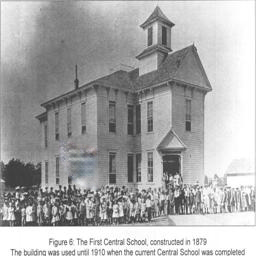 Figure 6: The First Central School, constructed in 1879
The building was used until 1910 when the current Central School was completed